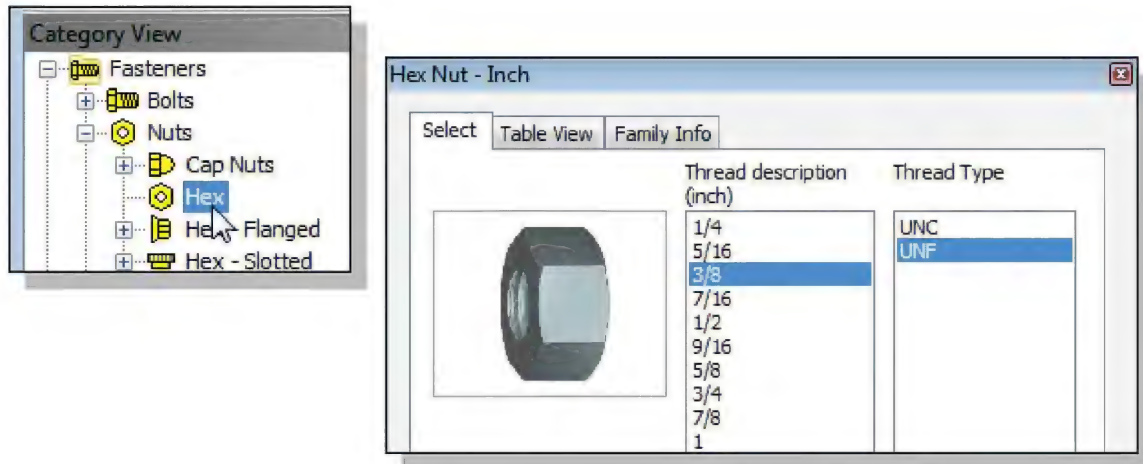 Category View
Fasteners
Bolts
Nuts
Cap Nuts
Hex
Hex - Flanged
Hex - Slotted
Hex Nut - Inch
Select
Table View
Family Info
Thread description
(inch)
Thread Type
1/4
5/16
3/8
7/16
1/2
9/16
5/8
3/4
7/8
1
UNC
UNF